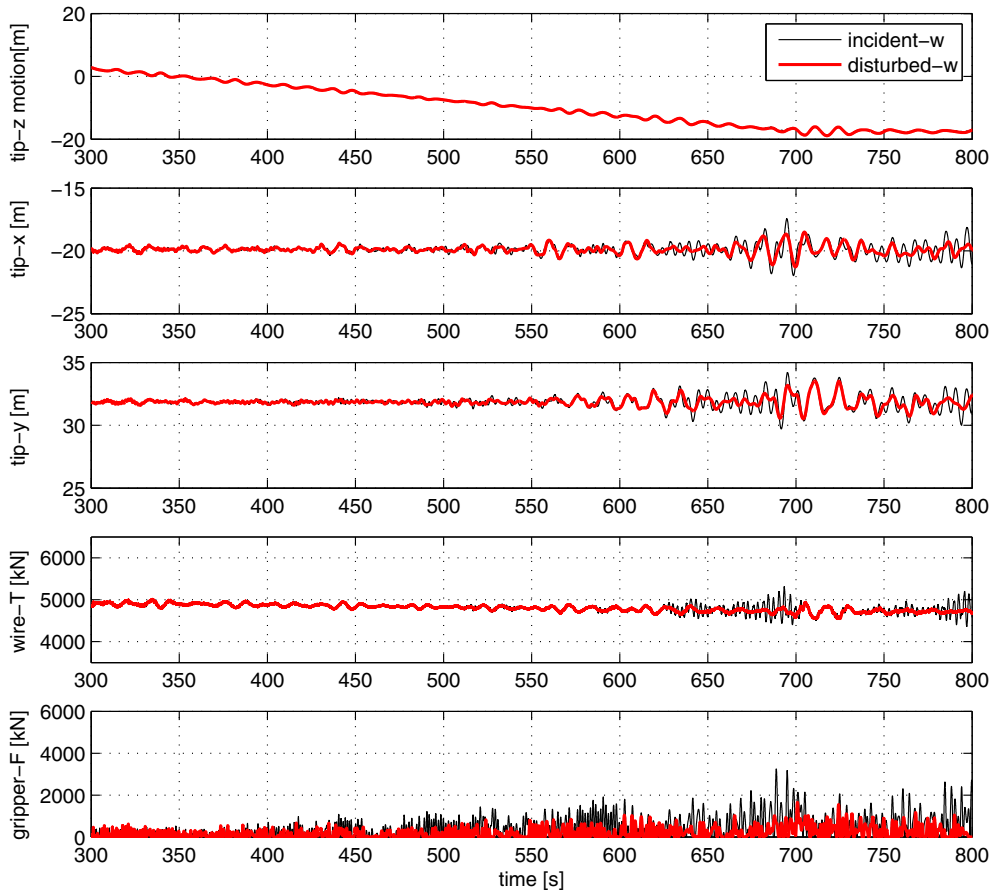 tip−z motion[m]
20
0
−20
300 350 400 450 500 550 600 650 700 750 800
incident−w
disturbed−w
tip−x [m]
−15
−20
−25
300 350 400 450 500 550 600 650 700 750 800
tip−y [m]
35
30
25
300 350 400 450 500 550 600 650 700 750 800
wire−T [kN]
6000
5000
4000
300 350 400 450 500 550 600 650 700 750 800
gripper−F [kN]
6000
4000
2000
0
300 350 400 450 500 550 600 650 700 750 800
time [s]